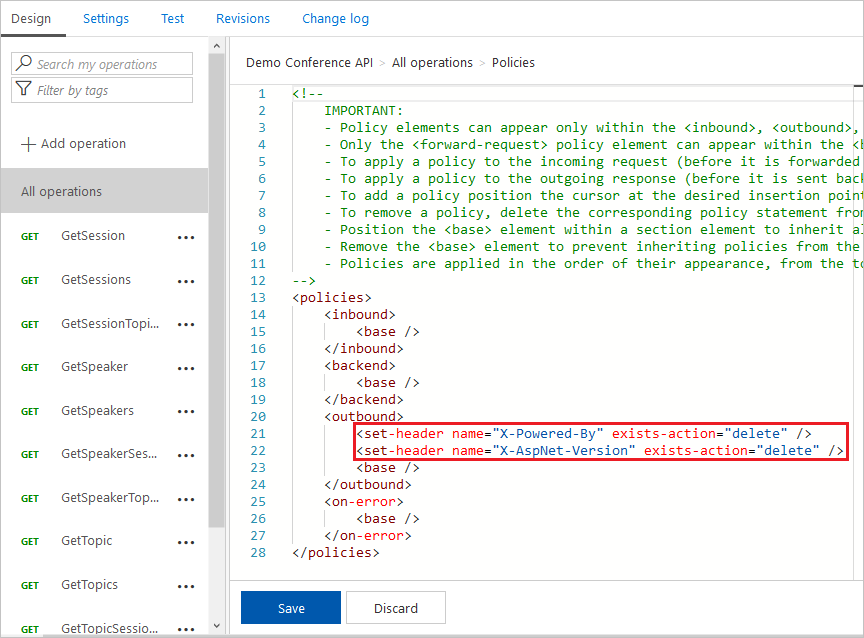 Design Settings Test Revisions Change log
Search my operations
Filter by tags
Add operation
All operations
GET GetSession ...
GET GetSessions ...
GET GetSessionTopi... ...
GET GetSpeaker ...
GET GetSpeakers ...
GET GetSpeakerSes... ...
GET GetSpeakerTop... ...
GET GetTopic ...
GET GetTopics ...
GET GetTopicSessio... ...
Demo Conference API > All operations > Policies
1 <!--
2 IMPORTANT:
3 - Policy elements can appear only within the <inbound>, <outbound>,
4 - Only the <forward-request> policy element can appear within the <b
5 - To apply a policy to the incoming request (before it is forwarded
6 - To apply a policy to the outgoing response (before it is sent back
7 - To add a policy position the cursor at the desired insertion point
8 - To remove a policy, delete the corresponding policy statement from
9 - Position the <base> element within a section element to inherit al
10 - Remove the <base> element to prevent inheriting policies from the
11 - Policies are applied in the order of their appearance, from the to
12 -->
13 <policies>
14 <inbound>
15 <base />
16 </inbound>
17 <backend>
18 <base />
19 </backend>
20 <outbound>
21 <set-header name="X-Powered-By" exists-action="delete" />
22 <set-header name="X-AspNet-Version" exists-action="delete" />
23 <base />
24 </outbound>
25 <on-error>
26 <base />
27 </on-error>
28 </policies>
Save Discard